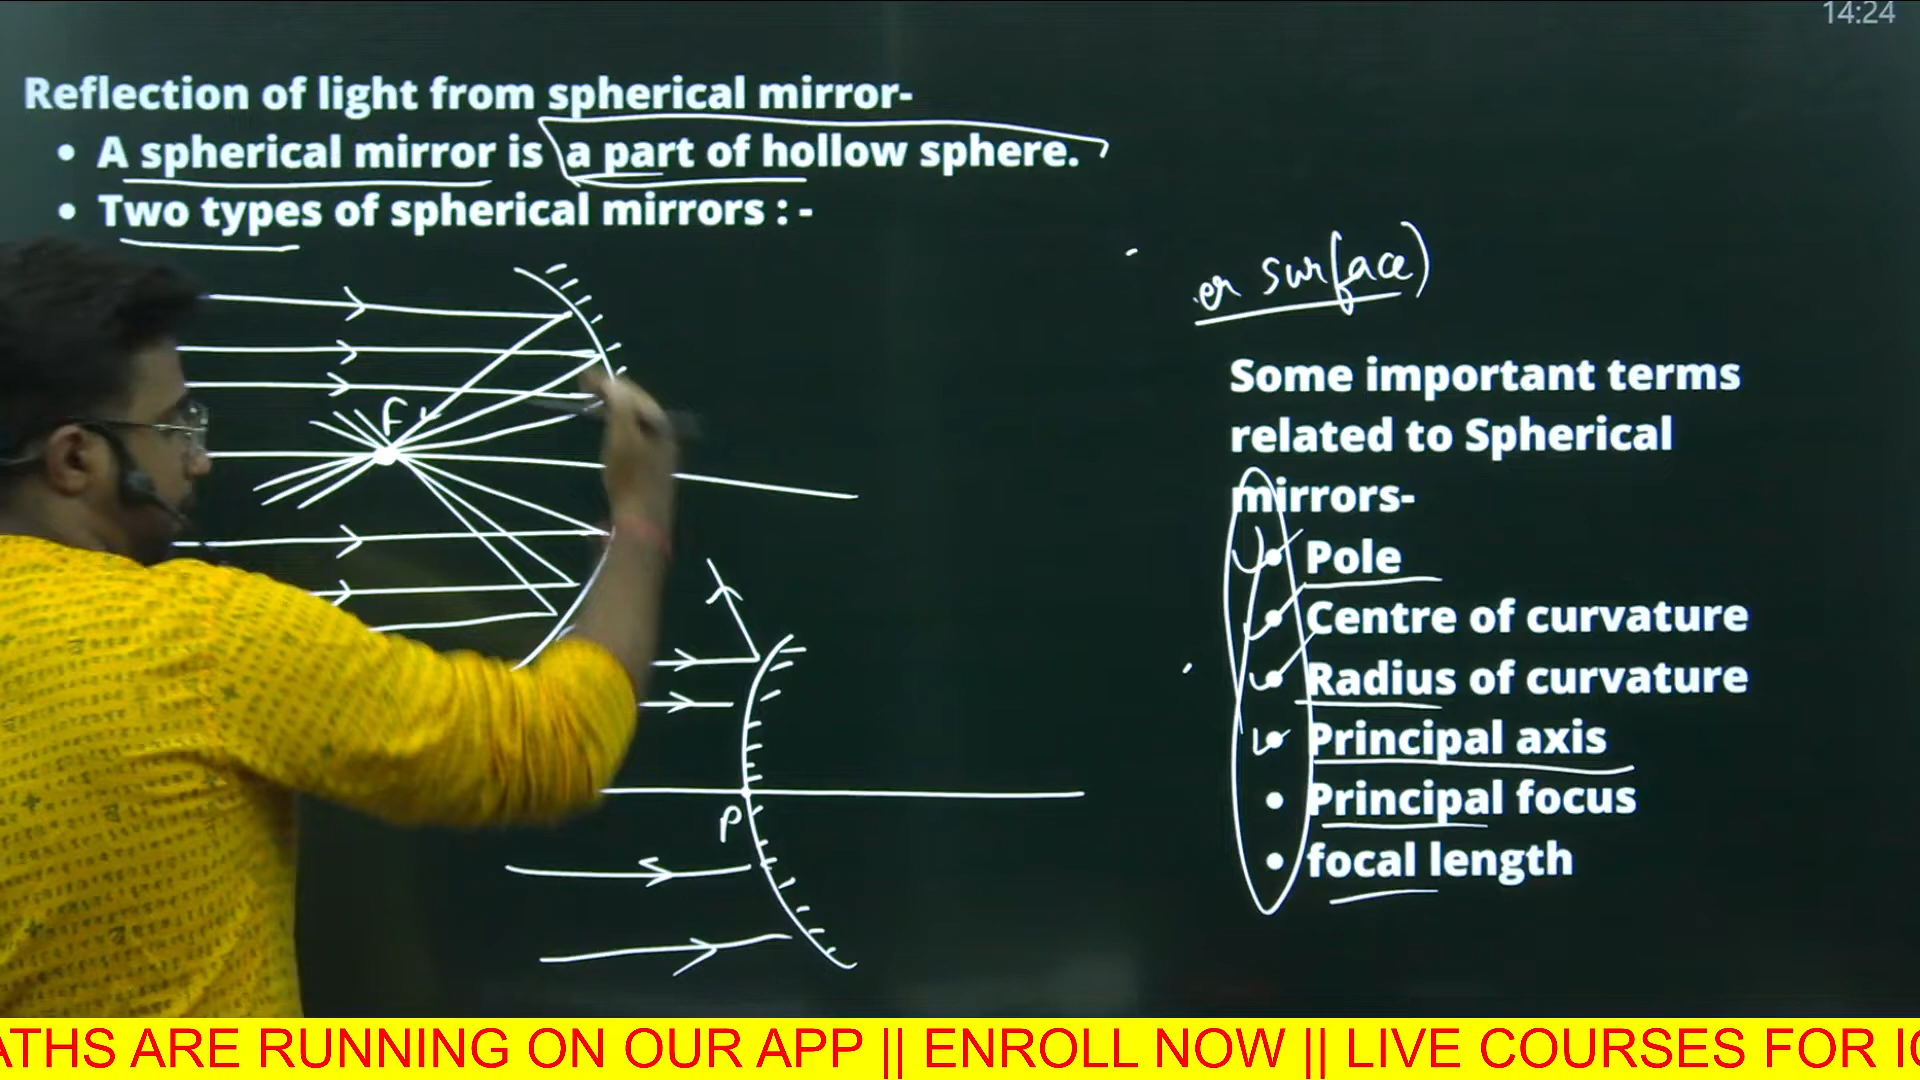 14:24
Reflection of light from spherical mirror-
• A spherical mirror is a part of hollow sphere.
• Two types of spherical mirrors : -
er surface)
F
P
Some important terms
related to Spherical
mirrors-
• Pole
• Centre of curvature
• Radius of curvature
• Principal axis
• Principal focus
• focal length
ATHS ARE RUNNING ON OUR APP || ENROLL NOW || LIVE COURSES FOR